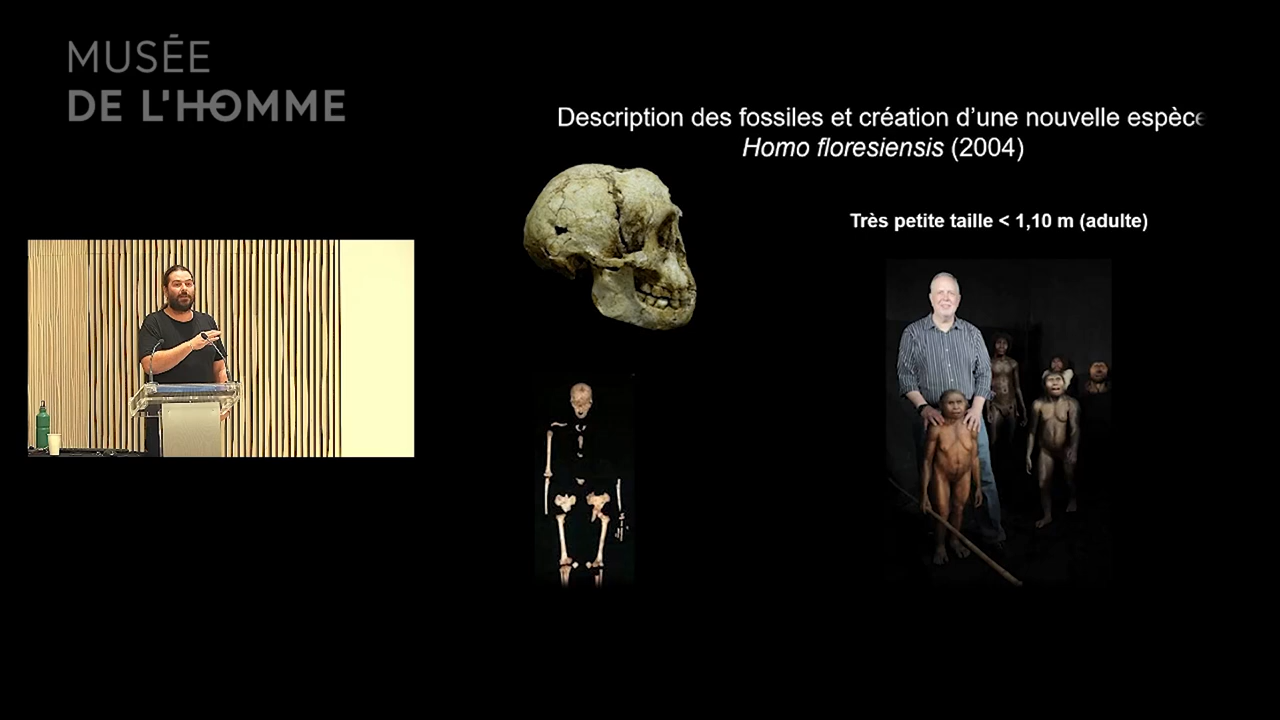 MUSÉE
DE L'HOMME
Description des fossiles et création d'une nouvelle espèce
Homo floresiensis (2004)
Très petite taille < 1,10 m (adulte)